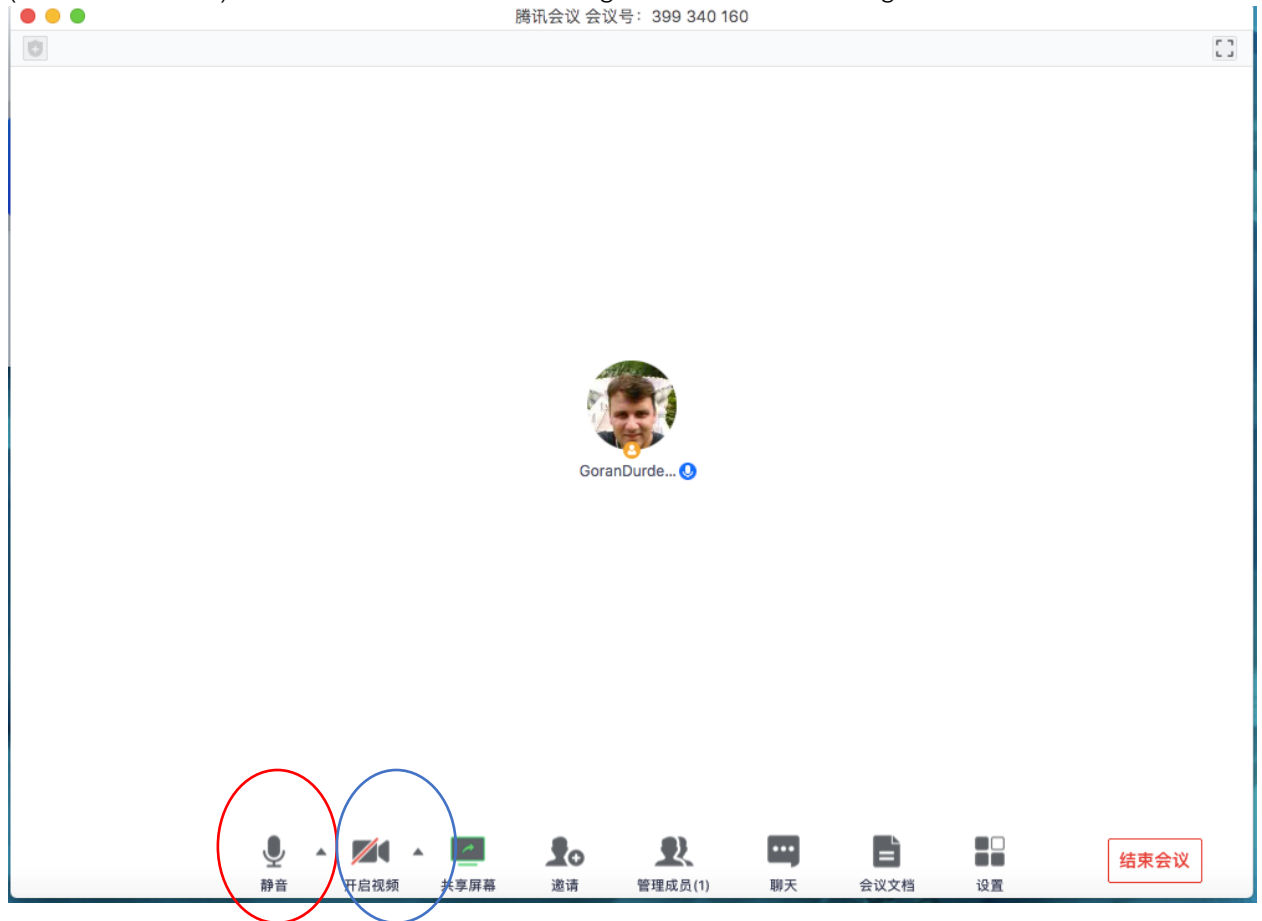 腾讯会议 会议号：399 340 160
GoranDurde...
静音
开启视频
共享屏幕
邀请
管理成员(1)
聊天
会议文档
设置
结束会议